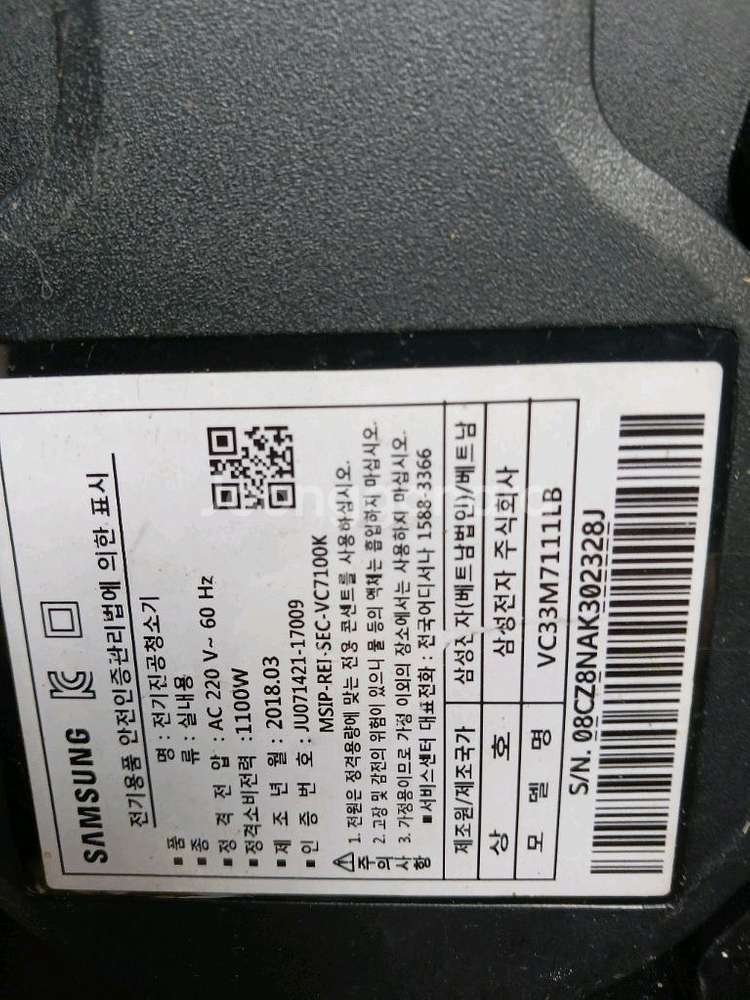 SAMSUNG
전기용품 안전인증관리법에 의한 표시
■ 품 명 : 전기진공청소기
■ 종 류 : 실내용
■ 정 격 전 압 : AC 220 V~ 60 Hz
■ 정격소비전력 : 1100W
■ 제 조 년 월 : 2018.03
■ 인 증 번 호 : JU071421-17009
MSIP-REI-SEC-VC7100K
주의사항
1. 전원은 정격용량에 맞는 전용 콘센트를 사용하십시오.
2. 고장 및 감전의 위험이 있으니 물 등의 액체는 흡입하지 마십시오.
3. 가정용이므로 가정 이외의 장소에서는 사용하지 마십시오.
■ 서비스센터 대표전화 : 전국어디서나 1588-3366
제조원/제조국가 삼성전자(베트남법인)/베트남
상 호 삼성전자 주식회사
모 델 명 VC33M7111LB
S/N. 08CZ8NAK302328J